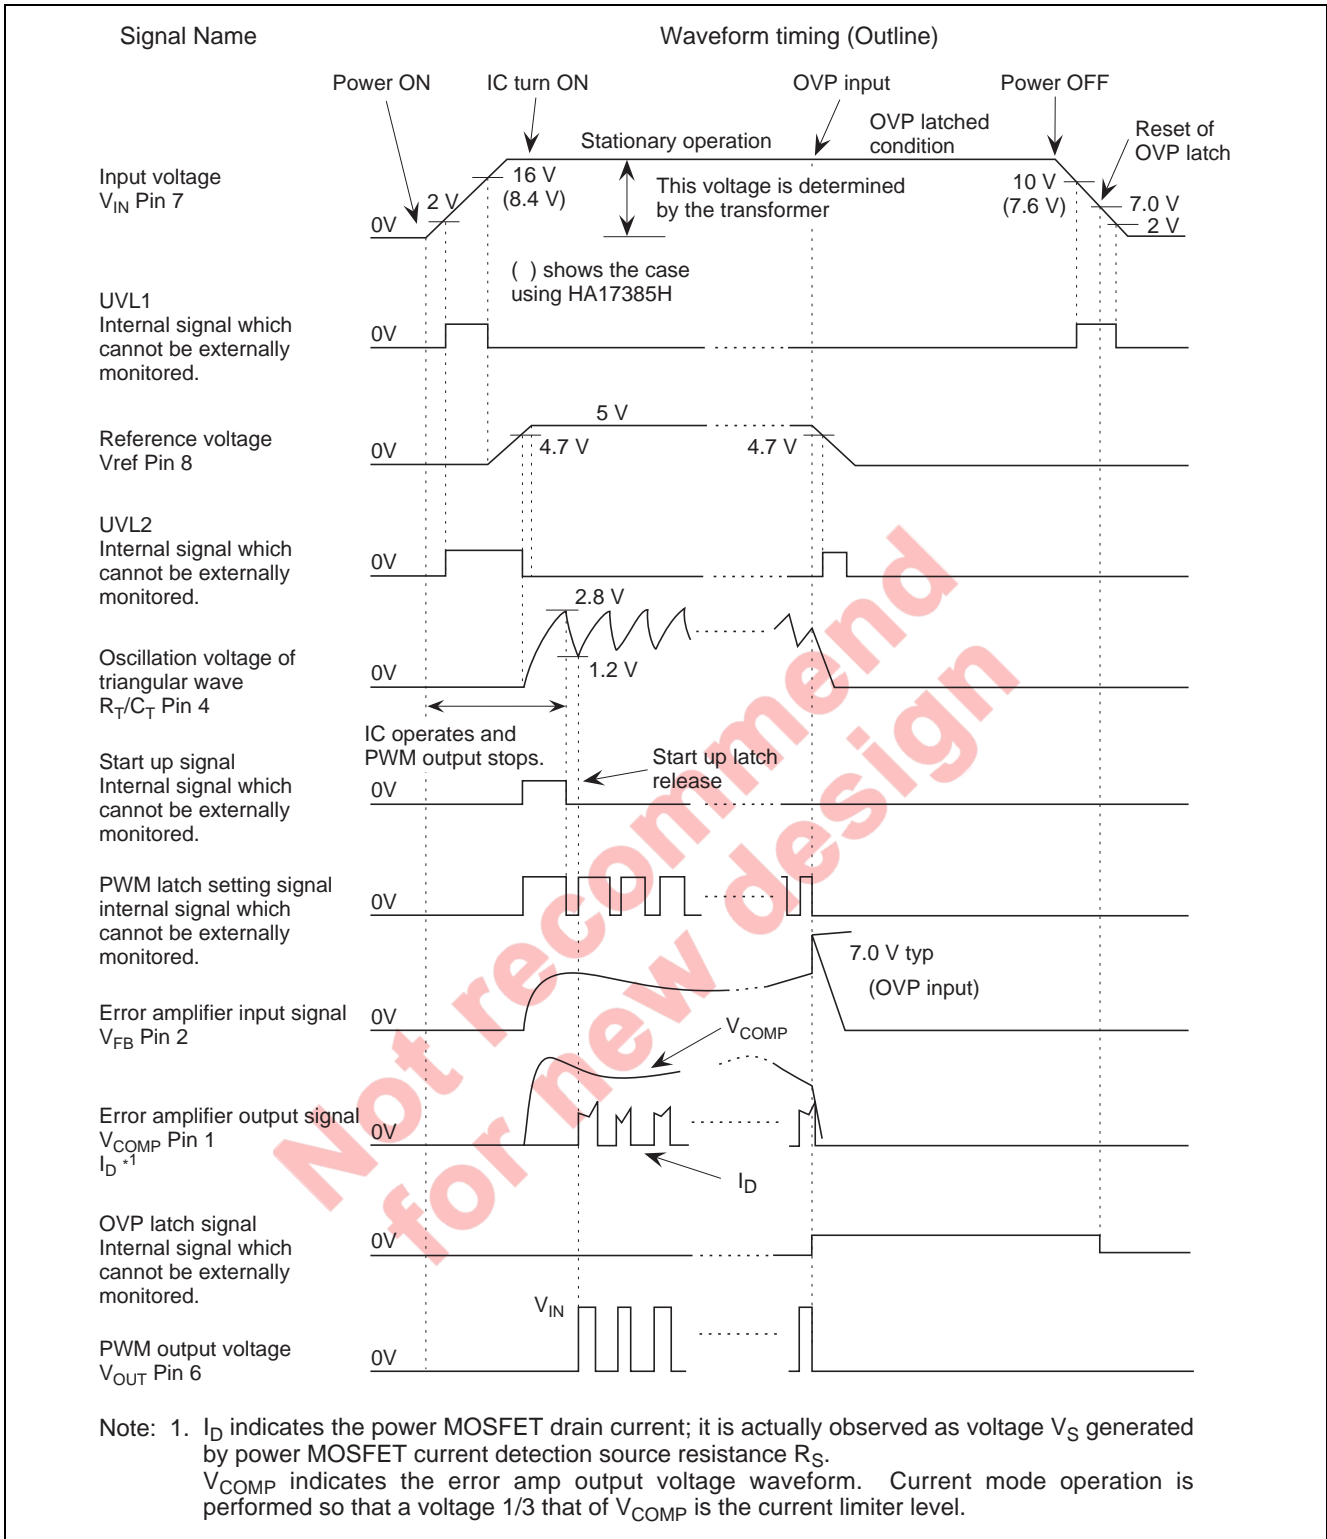 Signal Name
Waveform timing (Outline)
Power ON
IC turn ON
OVP input
Power OFF
Stationary operation
OVP latched
condition
Reset of
OVP latch
Input voltage
VIN Pin 7
0V
2 V
16 V
(8.4 V)
This voltage is determined
by the transformer
10 V
(7.6 V)
7.0 V
2 V
( ) shows the case
using HA17385H
UVL1
Internal signal which
cannot be externally
monitored.
0V
Reference voltage
Vref Pin 8
0V
5 V
4.7 V
4.7 V
UVL2
Internal signal which
cannot be externally
monitored.
0V
Oscillation voltage of
triangular wave
RT/CT Pin 4
0V
2.8 V
1.2 V
IC operates and
PWM output stops.
Start up signal
Internal signal which
cannot be externally
monitored.
0V
Start up latch
release
PWM latch setting signal
internal signal which
cannot be externally
monitored.
0V
Error amplifier input signal
VFB Pin 2
0V
7.0 V typ
(OVP input)
Error amplifier output signal
VCOMP Pin 1
ID *1
0V
VCOMP
ID
OVP latch signal
Internal signal which
cannot be externally
monitored.
0V
PWM output voltage
VOUT Pin 6
0V
VIN
Note: 1. ID indicates the power MOSFET drain current; it is actually observed as voltage VS generated
by power MOSFET current detection source resistance RS.
VCOMP indicates the error amp output voltage waveform. Current mode operation is
performed so that a voltage 1/3 that of VCOMP is the current limiter level.
Not recommend
for new design